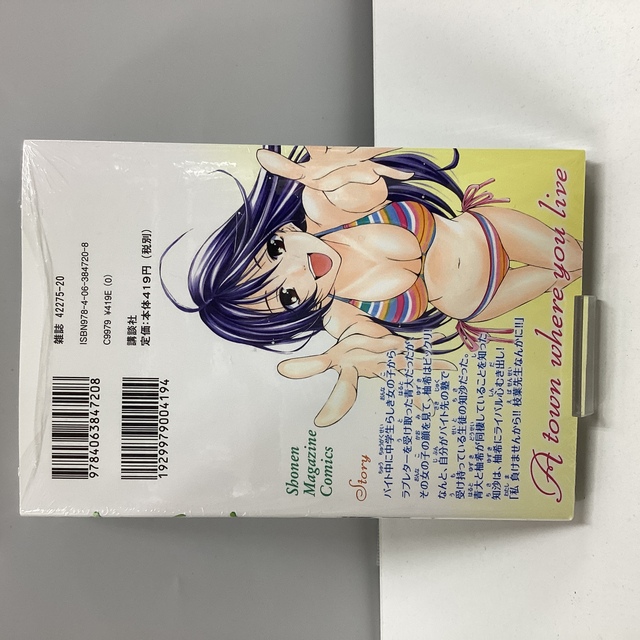 雑誌 42275-20
ISBN978-4-06-384720-8
C9979 ¥419E (0)
講談社
定価:本体419円(税別)
9784063847208
1929979004194
Shonen
Magazine
Comics
Story
バイト中に中学生らしき女の子から
ラブレターを受け取った青大だったが、
その女の子の顔を見て、柚希はビックリ!
なんと、自分がバイト先の塾で
受け持っている生徒の知沙だった。
青大と柚希が同棲していることを知った
知沙は、柚希にライバル心むき出し!
「私、負けませんから!! 枝葉先生なんかに!!」
A town where you live